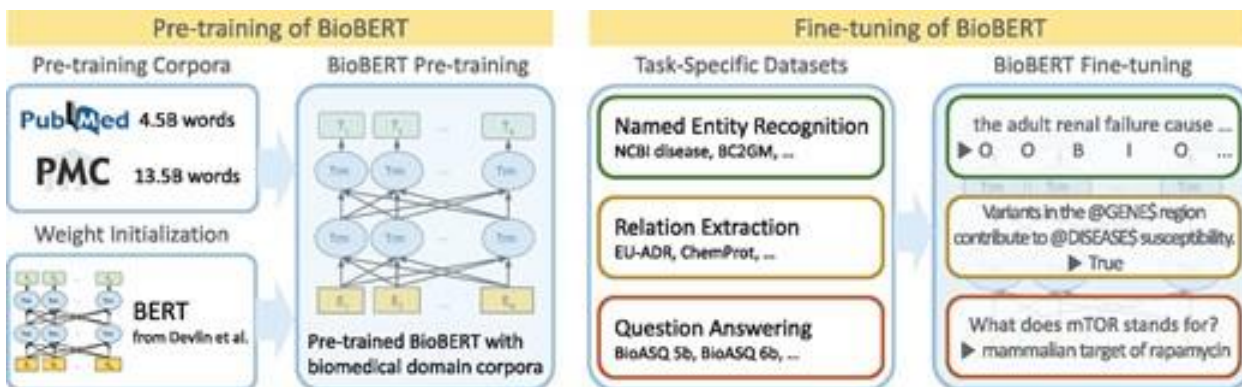 Pre-training of BioBERT
Pre-training Corpora
PubMed 4.5B words
PMC 13.5B words
Weight Initialization
BERT
from Devlin et al.
BioBERT Pre-training
Pre-trained BioBERT with
biomedical domain corpora
Fine-tuning of BioBERT
Task-Specific Datasets
Named Entity Recognition
NCBI disease, BC2GM, ...
Relation Extraction
EU-ADR, ChemProt, ...
Question Answering
BioASQ 5b, BioASQ 6b, ...
BioBERT Fine-tuning
the adult renal failure cause ...
O O B I O ...
Variants in the @GENE$ region
contribute to @DISEASE$ susceptibility.
True
What does mTOR stands for?
mammalian target of rapamycin